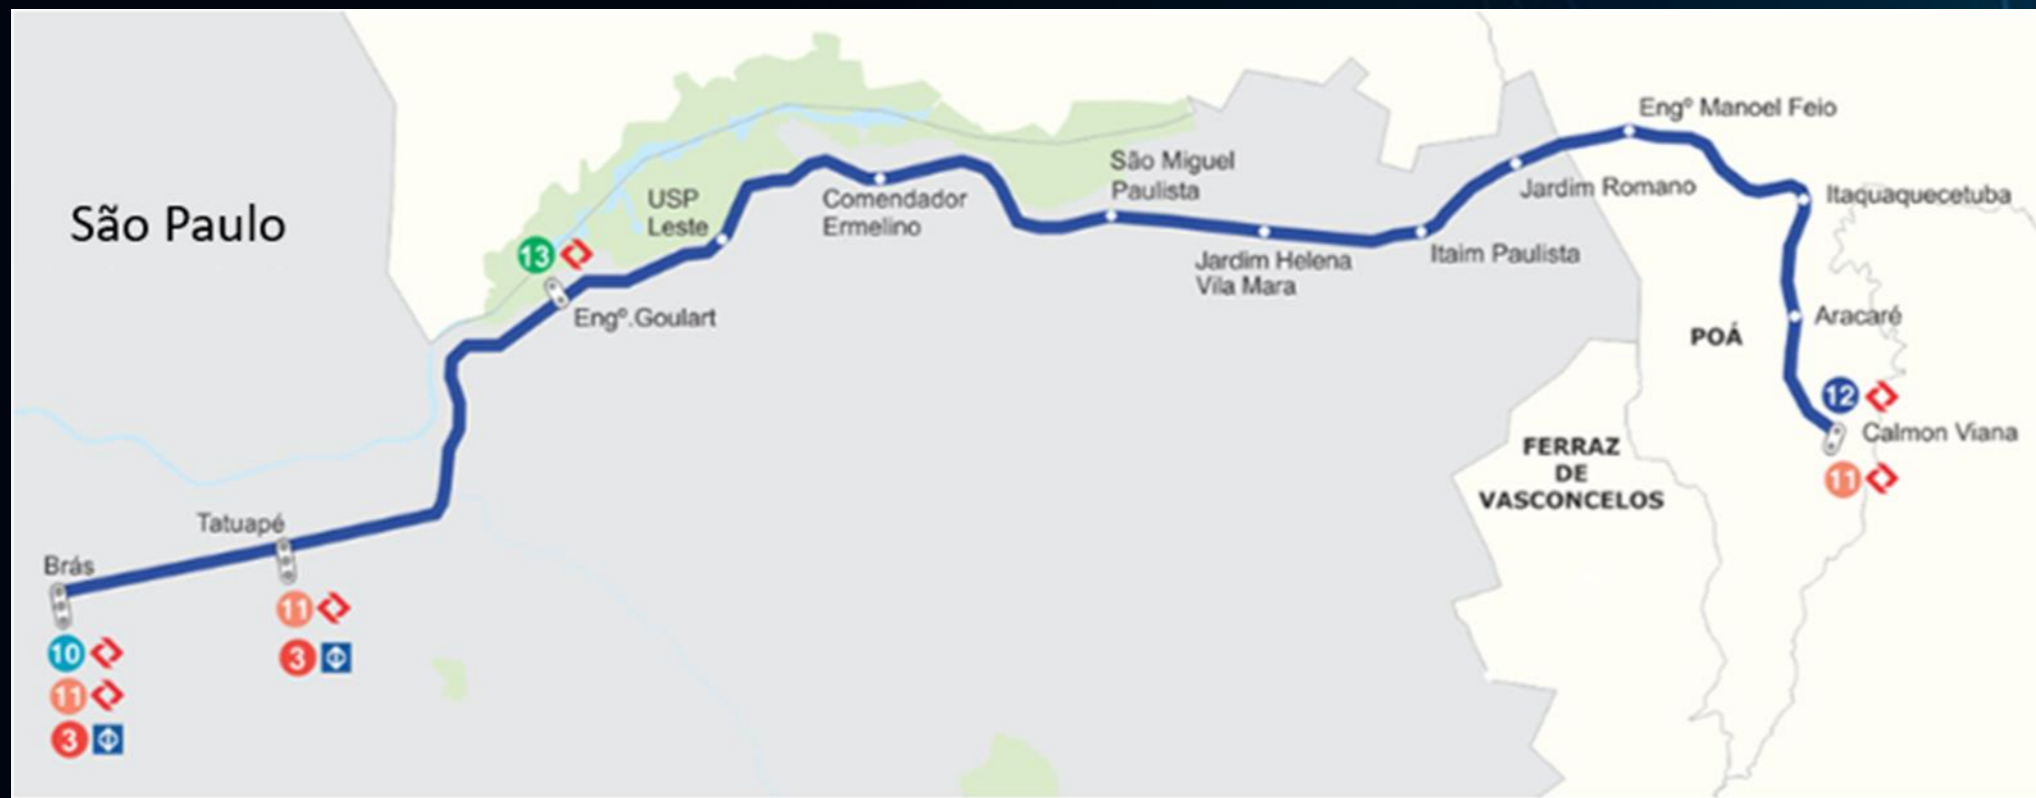 São Paulo
Engº Manoel Feio
São Miguel
Paulista
USP
Leste
Comendador
Ermelino
Jardim Romano
Itaquaquecetuba
13
Jardim Helena
Vila Mara
Itaim Paulista
Engº.Goulart
Aracaré
POÁ
12
Calmon Viana
11
FERRAZ
DE
VASCONCELOS
Tatuapé
11
3
Brás
10
11
3